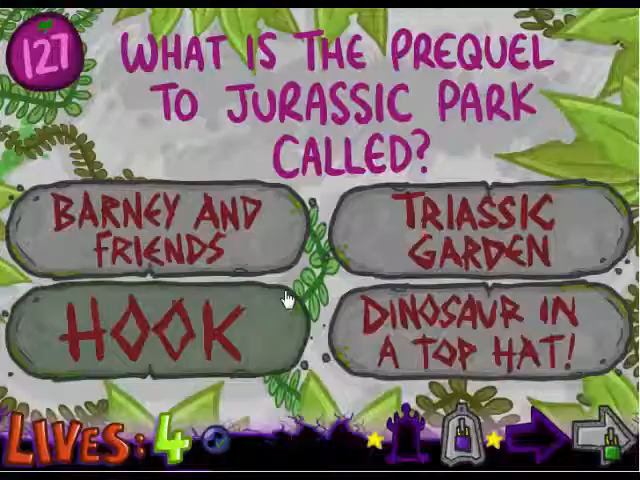 127
WHAT IS THE PREQUEL
TO JURASSIC PARK
CALLED?
BARNEY AND
FRIENDS
TRIASSIC
GARDEN
HOOK
DINOSAUR IN
A TOP HAT!
LIVES: 4